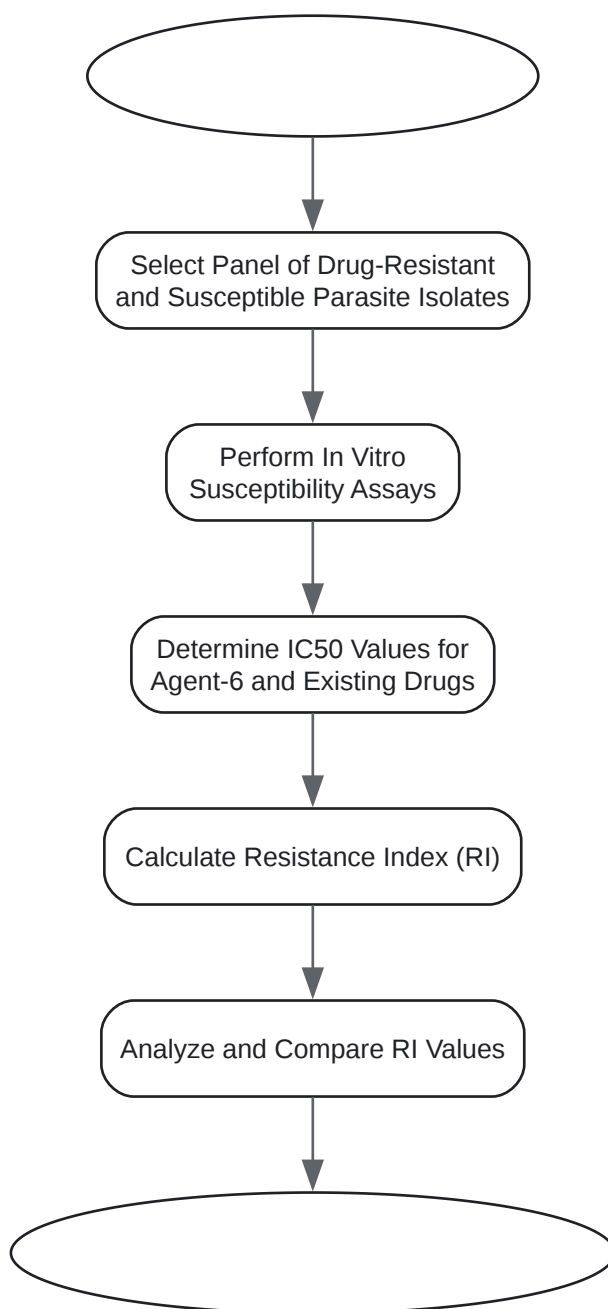 Select Panel of Drug-Resistant
and Susceptible Parasite Isolates
Perform In Vitro
Susceptibility Assays
Determine IC50 Values for
Agent-6 and Existing Drugs
Calculate Resistance Index (RI)
Analyze and Compare RI Values